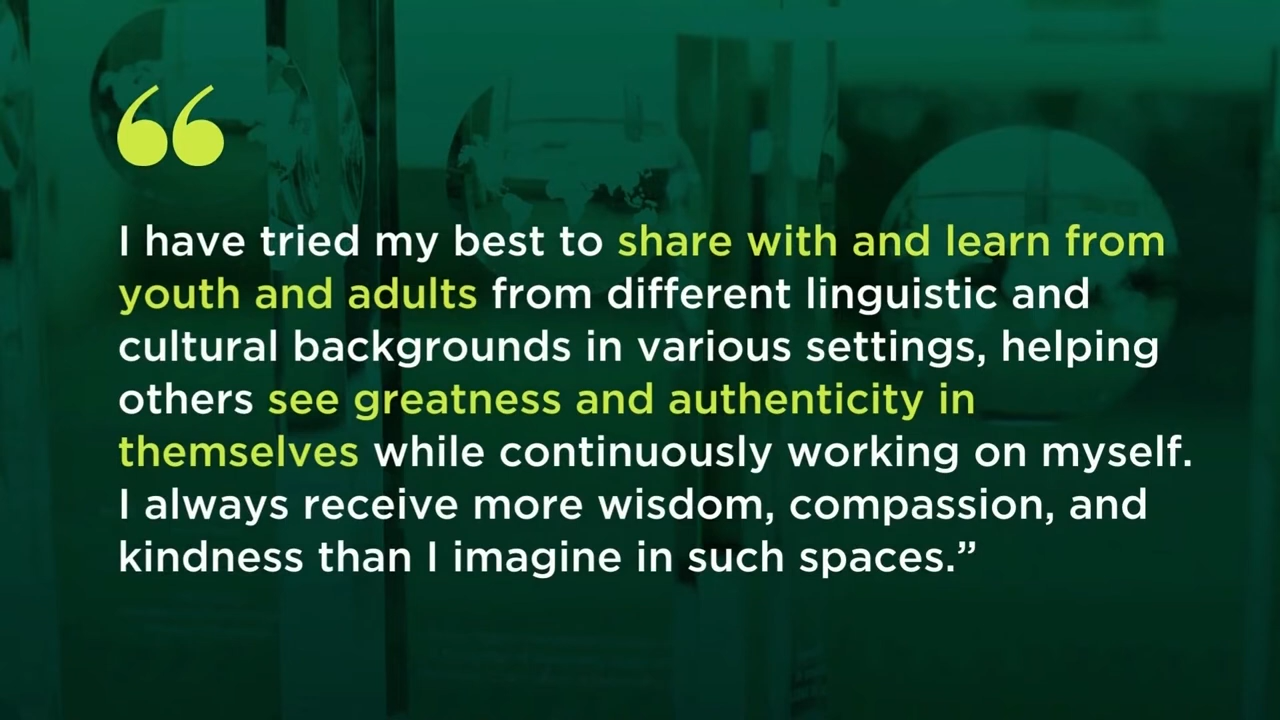 “
I have tried my best to share with and learn from
youth and adults from different linguistic and
cultural backgrounds in various settings, helping
others see greatness and authenticity in
themselves while continuously working on myself.
I always receive more wisdom, compassion, and
kindness than I imagine in such spaces.”